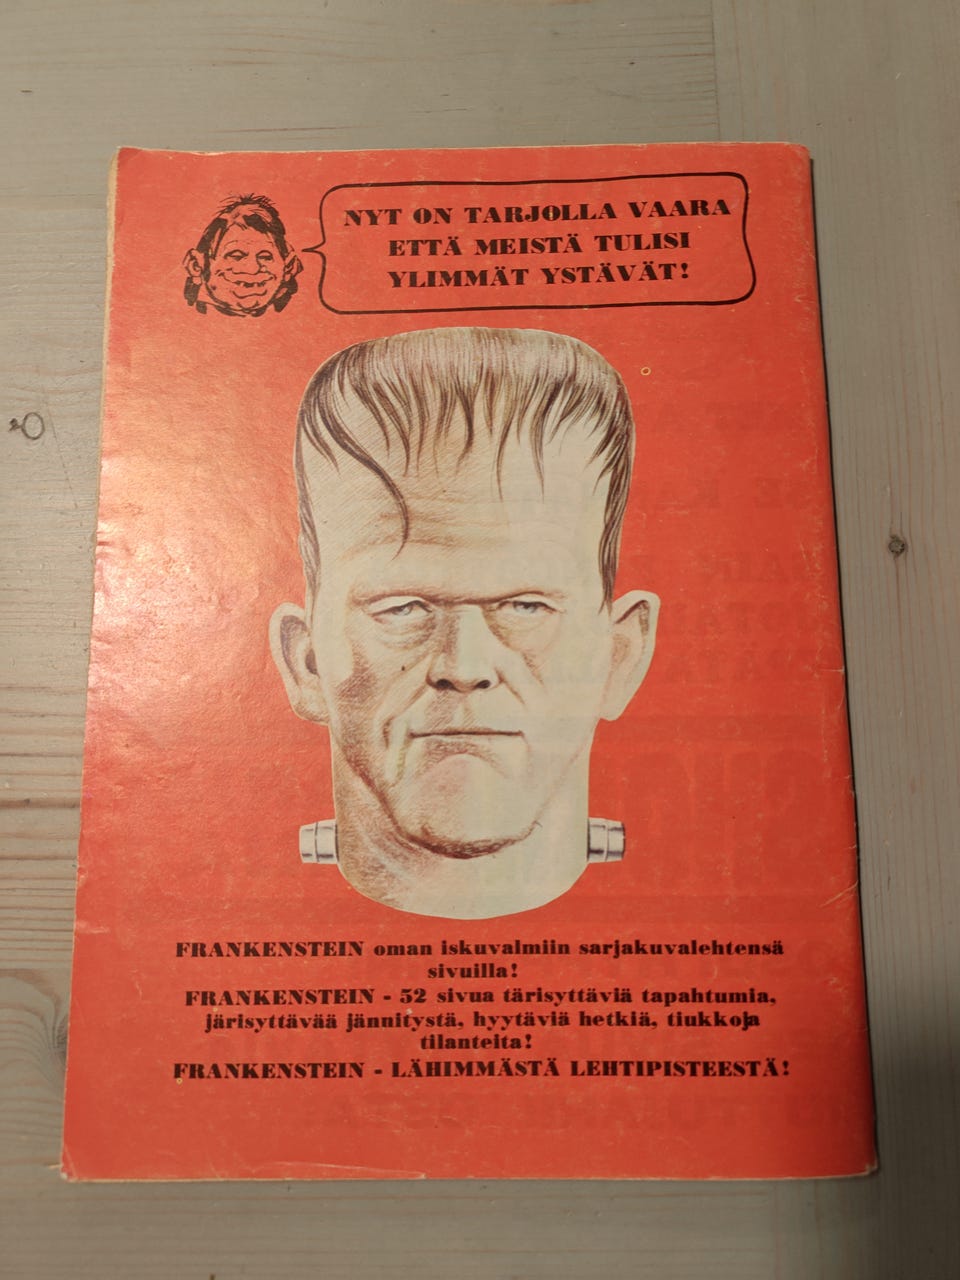 NYT ON TARJOLLA VAARA
ETTÄ MEISTÄ TULISI
YLIMMÄT YSTÄVÄT!
FRANKENSTEIN oman iskuvalmiin sarjakuvalehtensä
sivuilla!
FRANKENSTEIN - 52 sivua tärisyttäviä tapahtumia,
järisyttävää jännitystä, hyytäviä hetkiä, tiukkoja
tilanteita!
FRANKENSTEIN - LÄHIMMÄSTÄ LEHTIPISTEESTÄ!